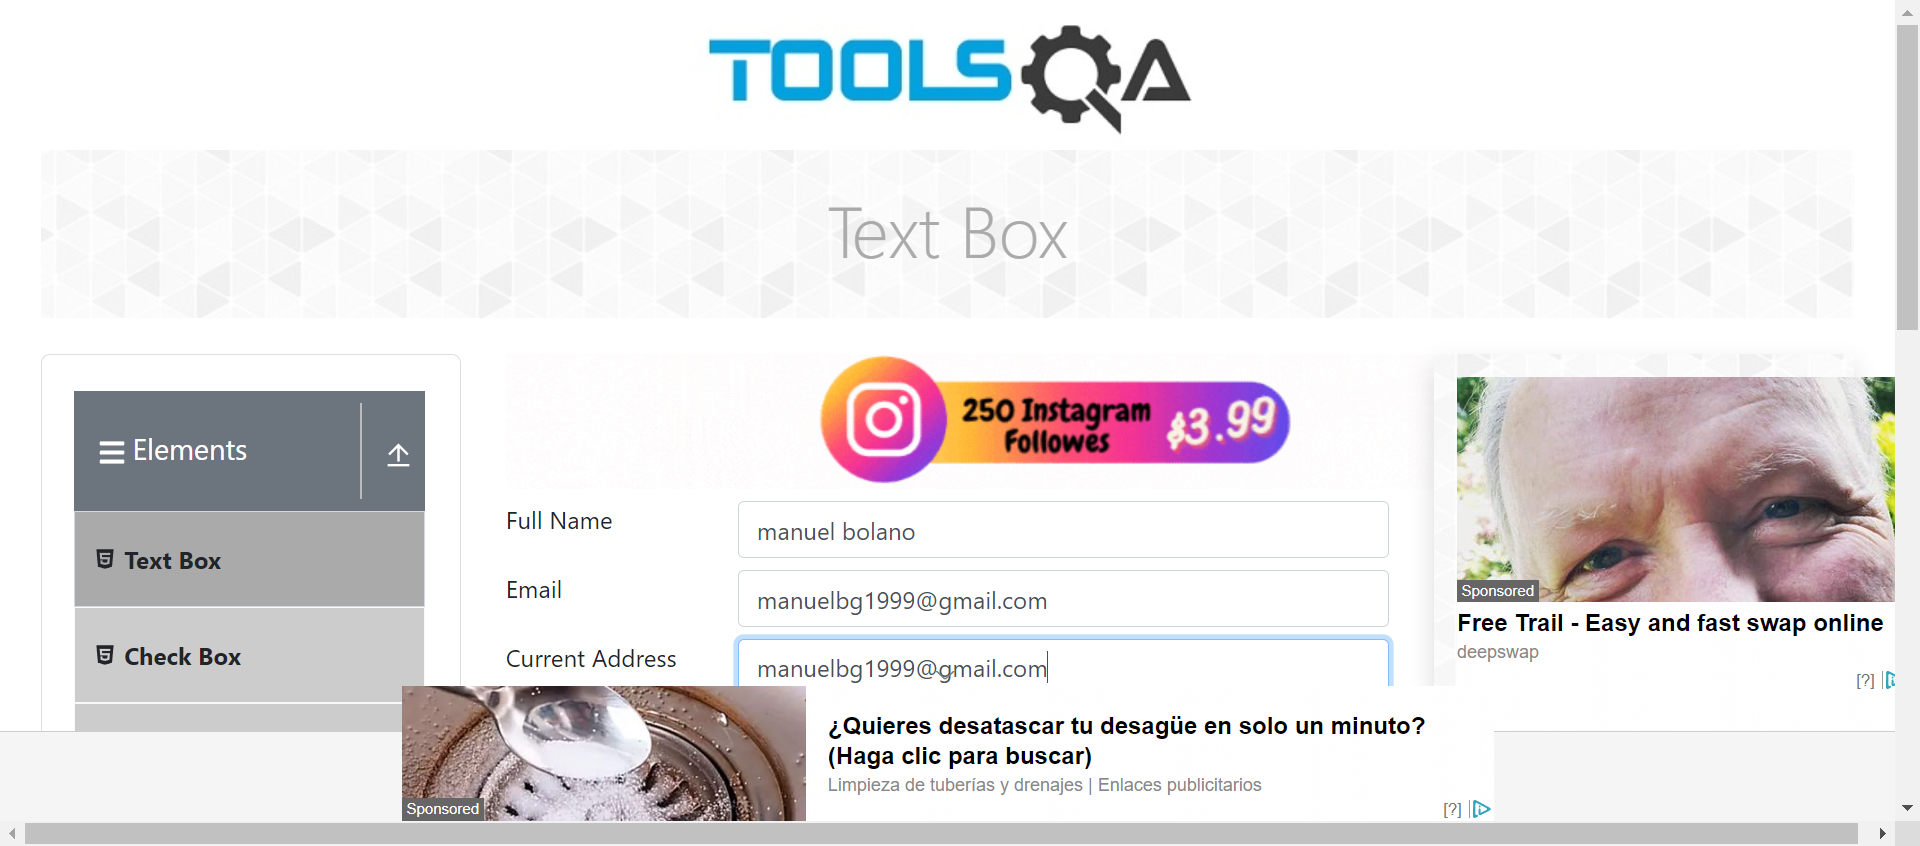 TOOLSQA
Text Box
Elements
Text Box
Check Box
250 Instagram
Followes
$3.99
Full Name
manuel bolano
Email
manuelbg1999@gmail.com
Current Address
manuelbg1999@gmail.com
Sponsored
Free Trail - Easy and fast swap online
deepswap
[?]
¿Quieres desatascar tu desagüe en solo un minuto?
(Haga clic para buscar)
Limpieza de tuberías y drenajes | Enlaces publicitarios
Sponsored
[?]